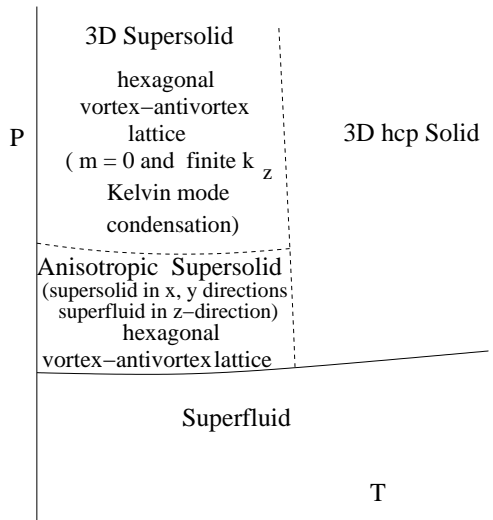 3D Supersolid
hexagonal
vortex−antivortex
lattice
( m = 0 and finite k z
Kelvin mode
condensation)
P
3D hcp Solid
Anisotropic Supersolid
(supersolid in x, y directions
superfluid in z−direction)
hexagonal
vortex−antivortex lattice
Superfluid
T